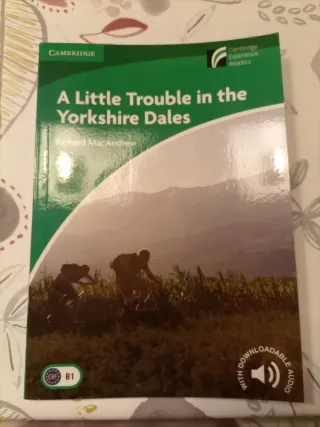 CAMBRIDGE
Cambridge
Experience
Readers
A Little Trouble in the
Yorkshire Dales
Richard MacAndrew
B1
WITH DOWNLOADABLE AUDIO